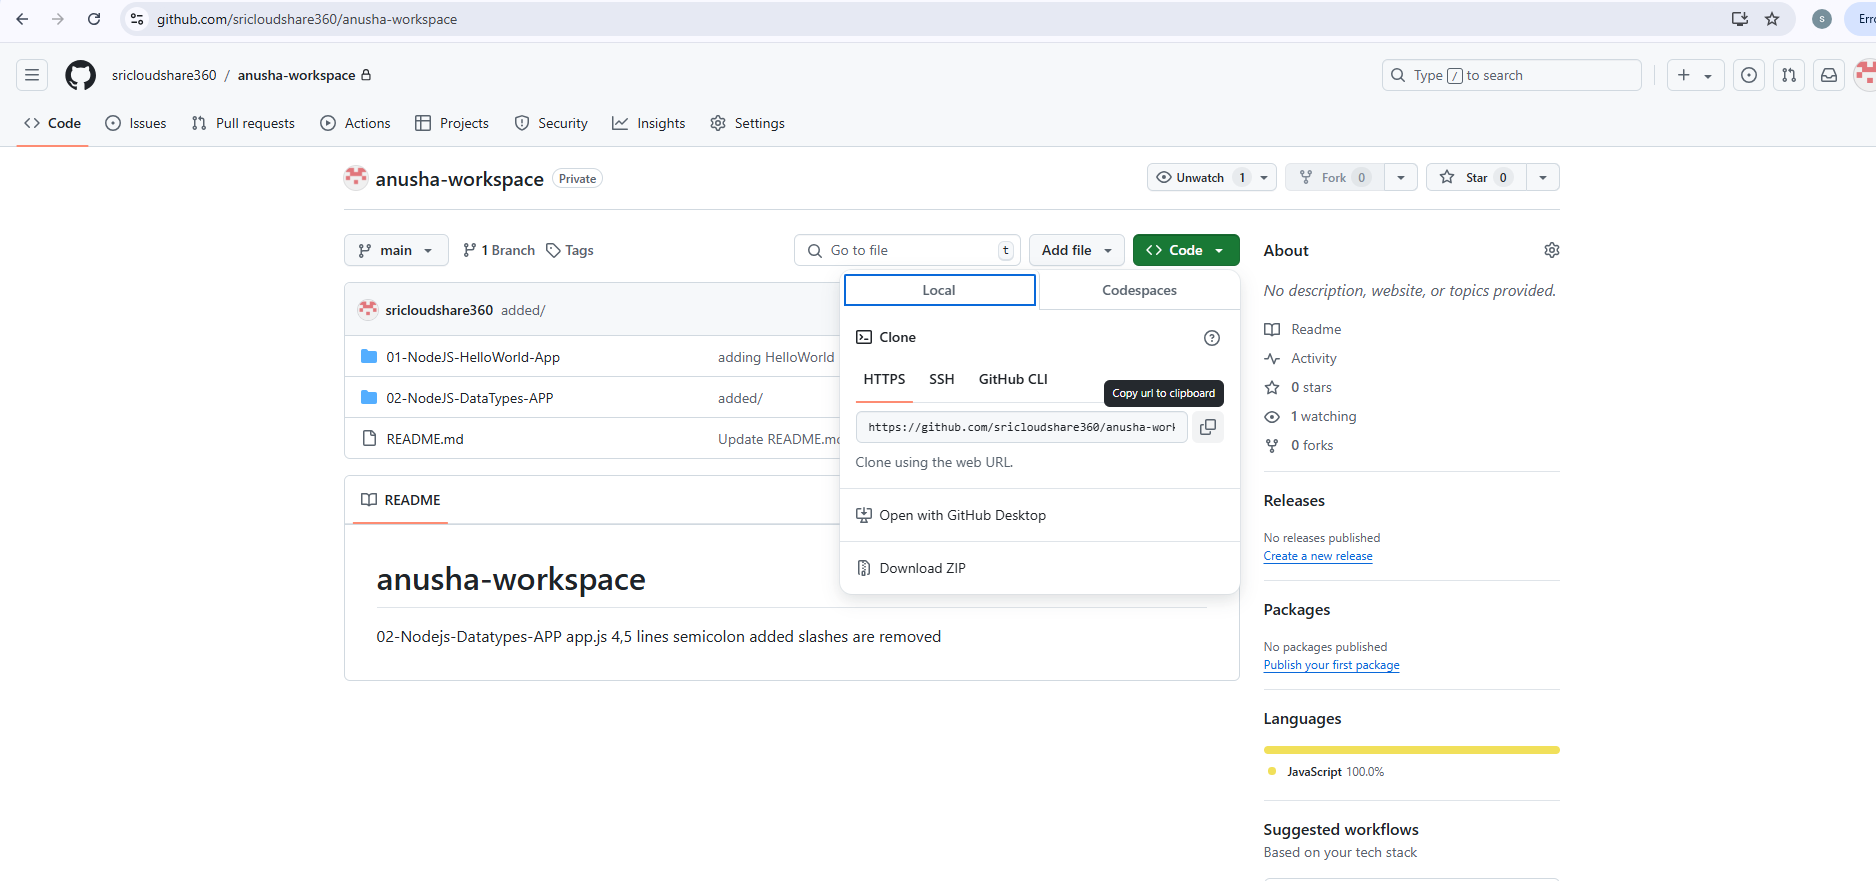 github.com/sricloudshare360/anusha-workspace
S
Erro
sricloudshare360 / anusha-workspace
Type / to search
Code Issues Pull requests Actions Projects Security Insights Settings
anusha-workspace Private
Unwatch 1 Fork 0 Star 0
main 1 Branch Tags
Go to file t Add file Code
Local Codespaces
sricloudshare360 added/
01-NodeJS-HelloWorld-App adding HelloWorld
02-NodeJS-DataTypes-APP added/
README.md Update README.md
Clone
HTTPS SSH GitHub CLI
Copy url to clipboard
https://github.com/sricloudshare360/anusha-work
Clone using the web URL.
Open with GitHub Desktop
Download ZIP
README
anusha-workspace
02-Nodejs-Datatypes-APP app.js 4,5 lines semicolon added slashes are removed
About
No description, website, or topics provided.
Readme
Activity
0 stars
1 watching
0 forks
Releases
No releases published
Create a new release
Packages
No packages published
Publish your first package
Languages
JavaScript 100.0%
Suggested workflows
Based on your tech stack